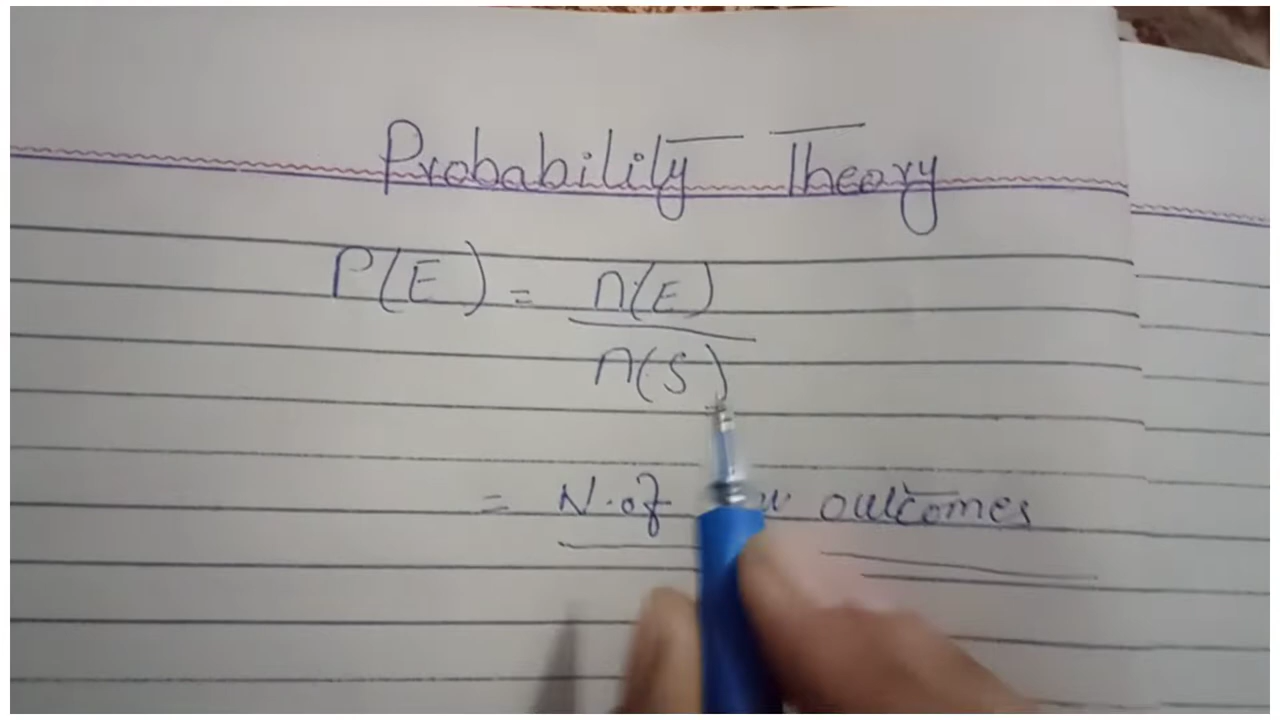 Probability Theory
P(E) = n(E)
n(S)
= N.of outcomes